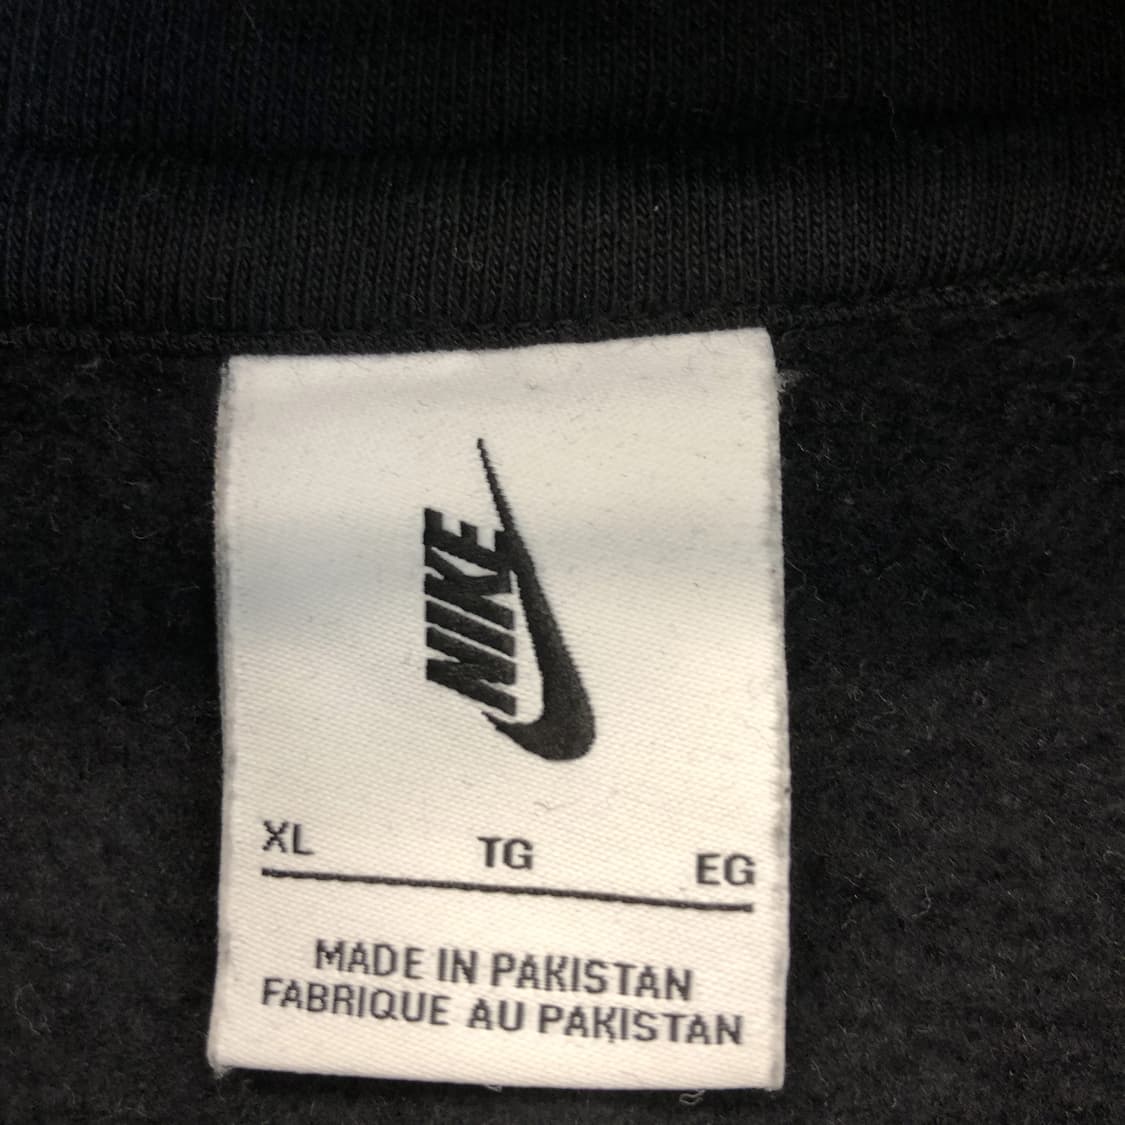 NIKE
XL TG EG
MADE IN PAKISTAN
FABRIQUE AU PAKISTAN